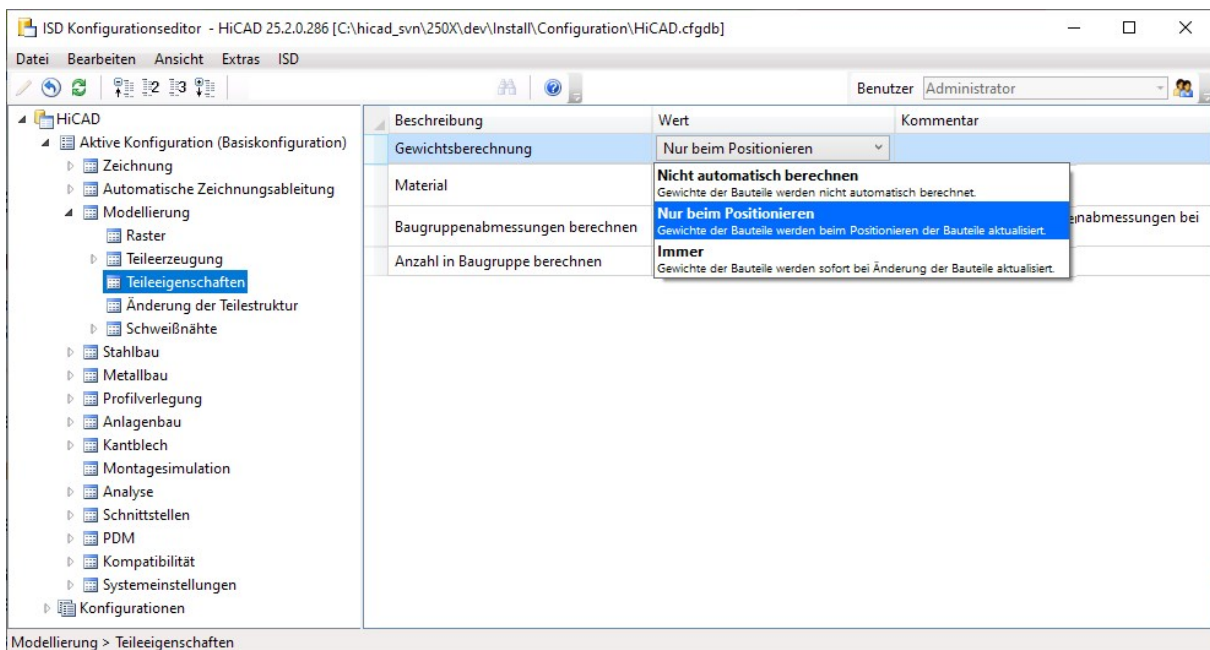 ISD Konfigurationseditor - HiCAD 25.2.0.286 [C:\hicad_svn\250X\dev\Install\Configuration\HiCAD.cfgdb]
Datei Bearbeiten Ansicht Extras ISD
Benutzer Administrator
HiCAD
Aktive Konfiguration (Basiskonfiguration)
Zeichnung
Automatische Zeichnungsableitung
Modellierung
Raster
Teileerzeugung
Teileeigenschaften
Änderung der Teilestruktur
Schweißnähte
Stahlbau
Metallbau
Profilverlegung
Anlagenbau
Kantblech
Montagesimulation
Analyse
Schnittstellen
PDM
Kompatibilität
Systemeinstellungen
Konfigurationen
Beschreibung Wert Kommentar
Gewichtsberechnung Nur beim Positionieren
Material
Baugruppenabmessungen berechnen
Anzahl in Baugruppe berechnen
Nicht automatisch berechnen
Gewichte der Bauteile werden nicht automatisch berechnet.
Nur beim Positionieren
Gewichte der Bauteile werden beim Positionieren der Bauteile aktualisiert.
Immer
Gewichte der Bauteile werden sofort bei Änderung der Bauteile aktualisiert.
bei
Modellierung > Teileeigenschaften